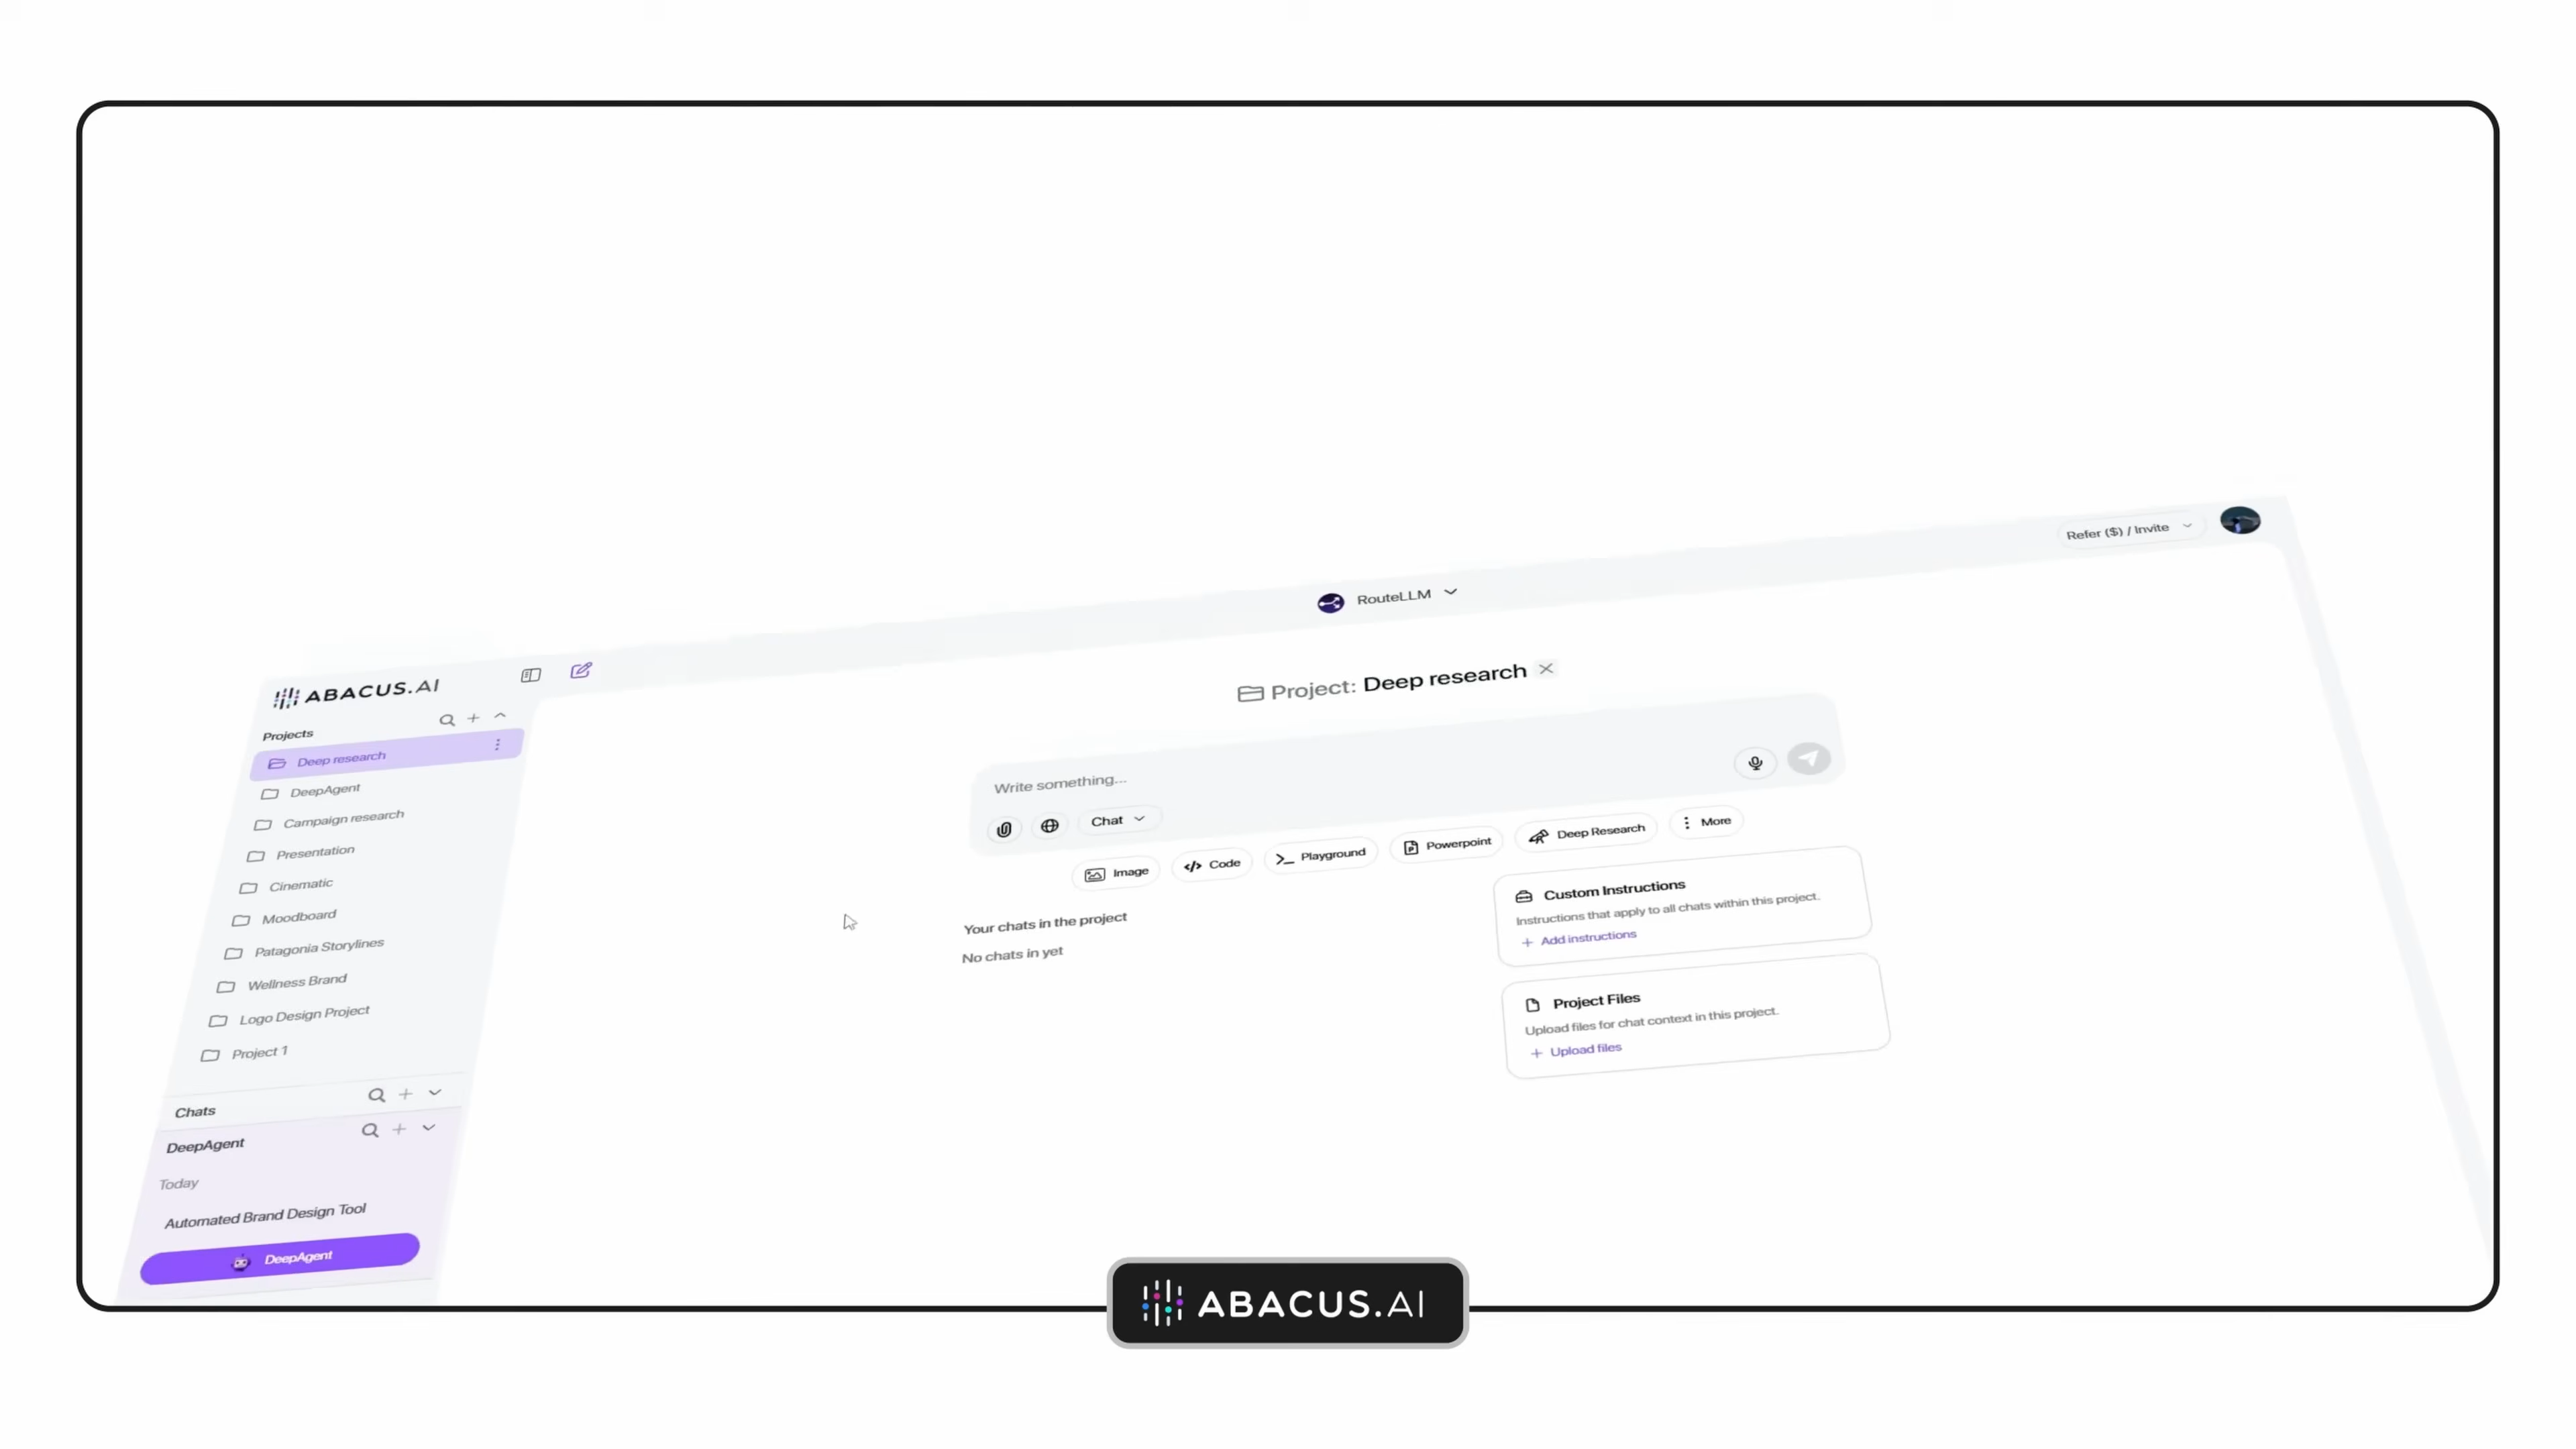 Refer ($) / Invite
RouteLLM
ABACUS.AI
Projects
Deep research
DeepAgent
Campaign research
Presentation
Cinematic
Moodboard
Patagonia Storylines
Wellness Brand
Logo Design Project
Project 1
Chats
DeepAgent
Today
Automated Brand Design Tool
DeepAgent
Project: Deep research
Write something...
Chat
Image
Code
Playground
Powerpoint
Deep Research
More
Your chats in the project
No chats in yet
Custom Instructions
Instructions that apply to all chats within this project.
+ Add instructions
Project Files
Upload files for chat context in this project.
+ Upload files
ABACUS.AI